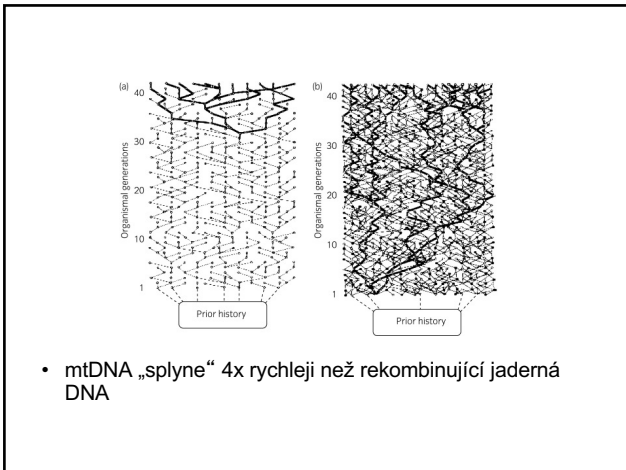 (a)
40
30
20
10
1
Organismal generations
Prior history
(b)
40
30
20
10
1
Organismal generations
Prior history
• mtDNA „splyne“ 4x rychleji než rekombinující jaderná
DNA